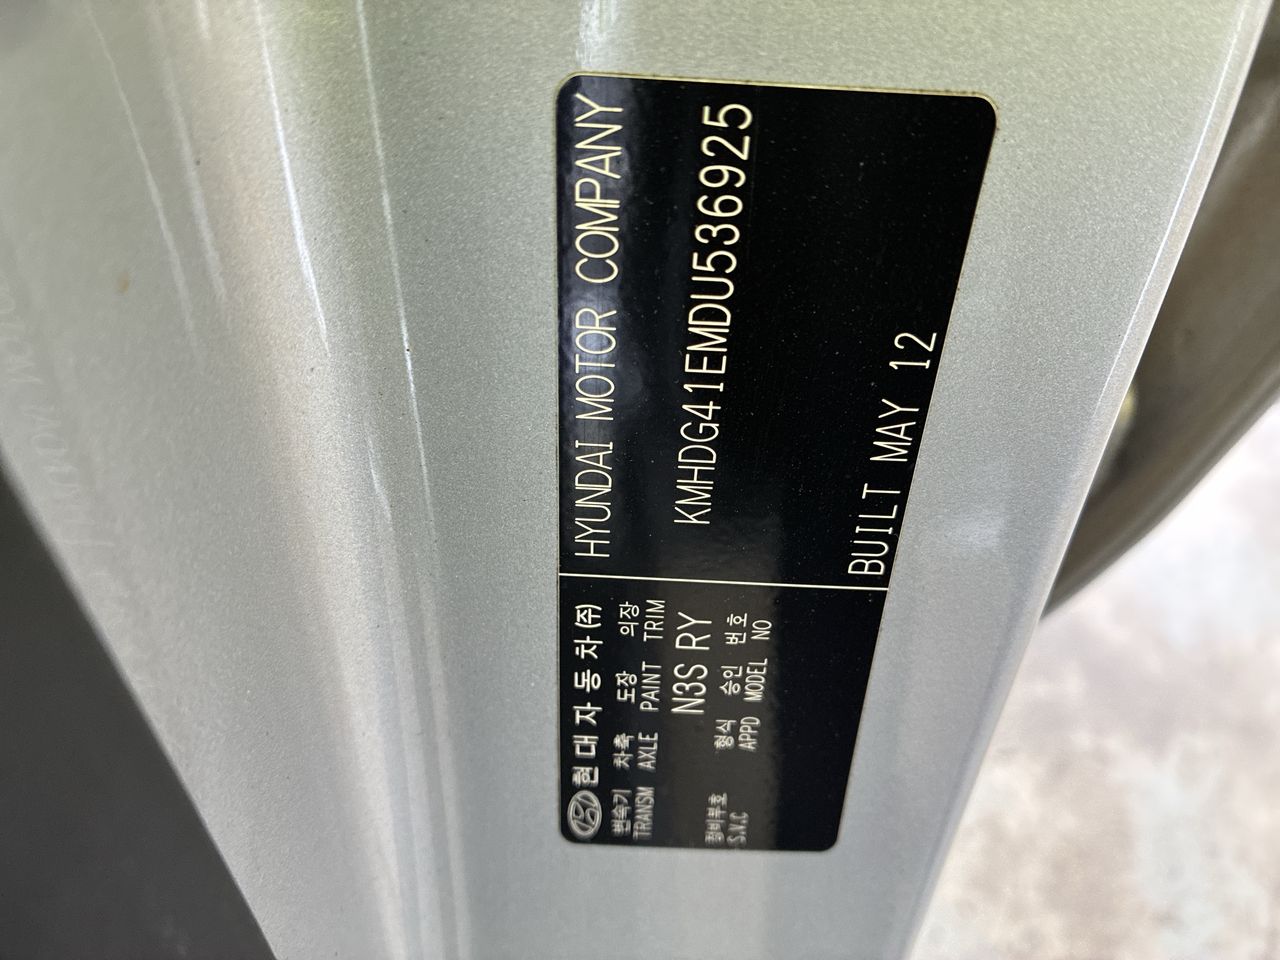 현대자동차(주)
변속기 차축 도장 의장
TRANSM AXLE PAINT TRIM
N3S RY
정비부호 형식 승인 번호
S.V.C APPD MODEL NO
HYUNDAI MOTOR COMPANY
KMHDG41EMDU536925
BUILT MAY 12